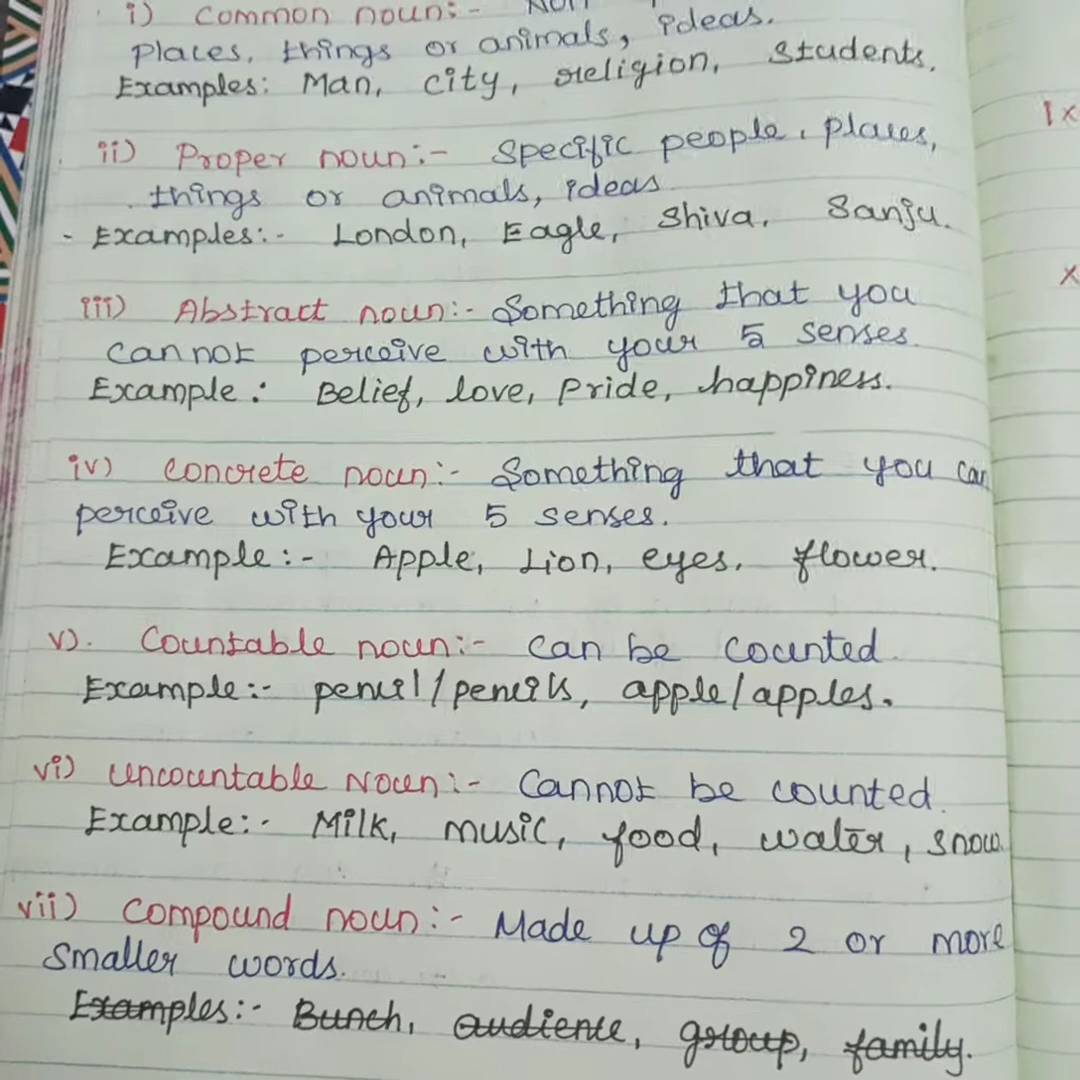 i) Common noun:- Non
Places, things or animals, ideas.
Examples: Man, city, religion, students.
ii) Proper noun:- Specific people, places,
things or animals, ideas
- Examples:- London, Eagle, Shiva, Sanju.
iii) Abstract noun:- Something that you
cannot perceive with your 5 senses.
Example: Belief, love, pride, happiness.
iv) Concrete noun:- Something that you can
perceive with your 5 senses.
Example:- Apple, Lion, eyes, flower.
v). Countable noun:- can be counted.
Example:- pencil/pencils, apple/apples.
vi) Uncountable Noun:- Cannot be counted.
Example:- Milk, music, food, water, snow.
vii) Compound noun:- Made up of 2 or more
Smaller words.
Examples:- Bunch, audience, group, family.